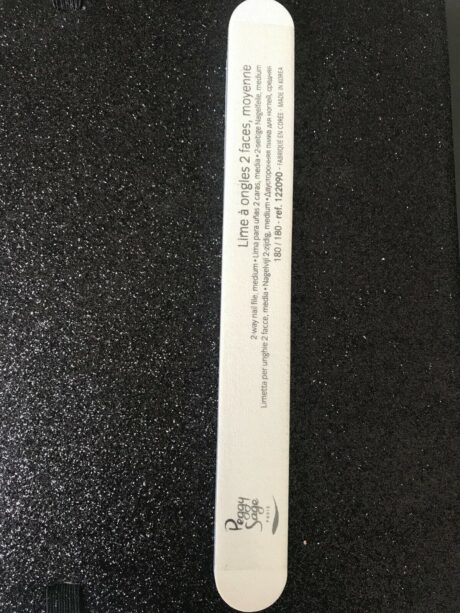 Peggy
Sage
PARIS
Lime à ongles 2 faces, moyenne
2-way nail file, medium • Lima para uñas 2 caras, media • 2-seitige Nagelfeile, medium
Limetta per unghie 2 facce, media • Nagelvijl 2-zijdig, medium • Двусторонняя пилка для ногтей, средняя
180 / 180 - ref. 122090 - FABRIQUÉ EN CORÉE - MADE IN KOREA